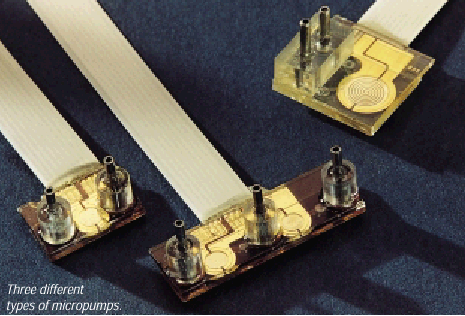 Three different
types of micropumps.